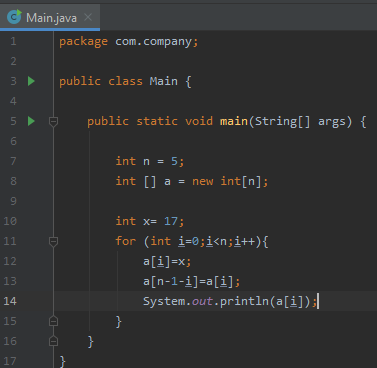 Main.java
1 package com.company;
2
3 public class Main {
4
5 public static void main(String[] args) {
6
7 int n = 5;
8 int [] a = new int[n];
9
10 int x= 17;
11 for (int i=0;i<n;i++){
12 a[i]=x;
13 a[n-1-i]=a[i];
14 System.out.println(a[i]);
15 }
16 }
17 }